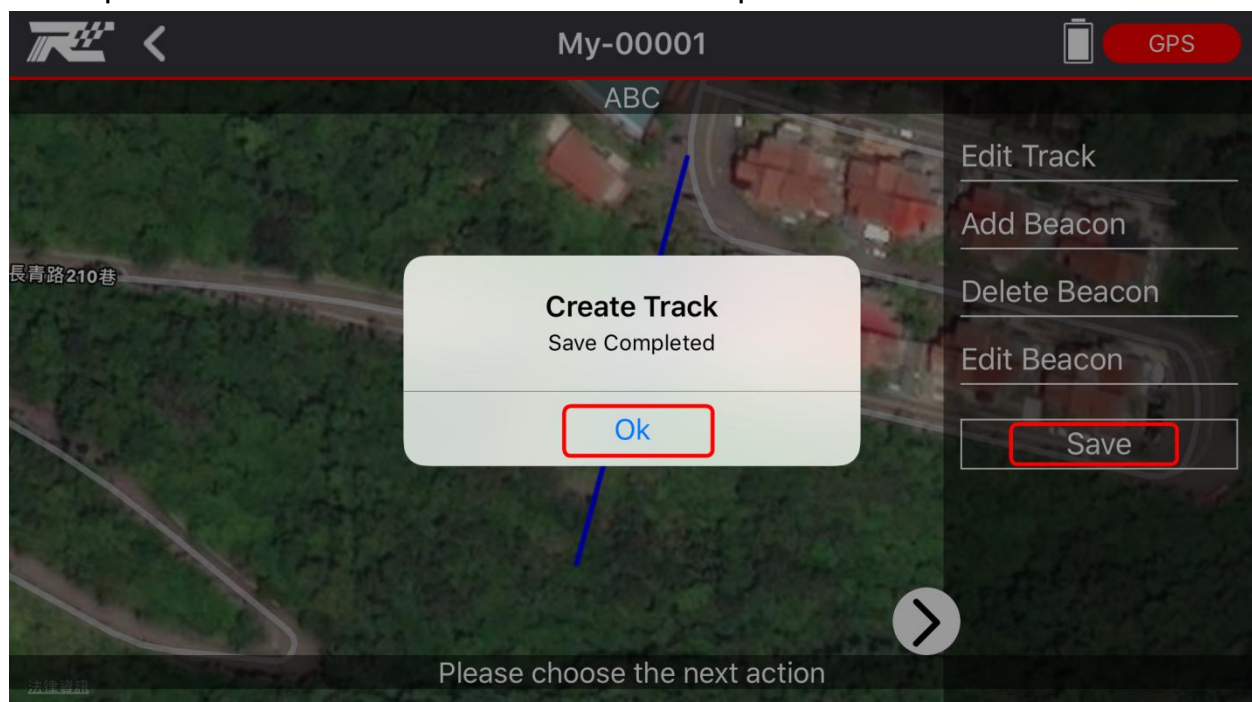 My-00001
GPS
ABC
Edit Track
Add Beacon
長青路210巷
Delete Beacon
Create Track
Save Completed
Edit Beacon
Ok
Save
Please choose the next action
法律資訊